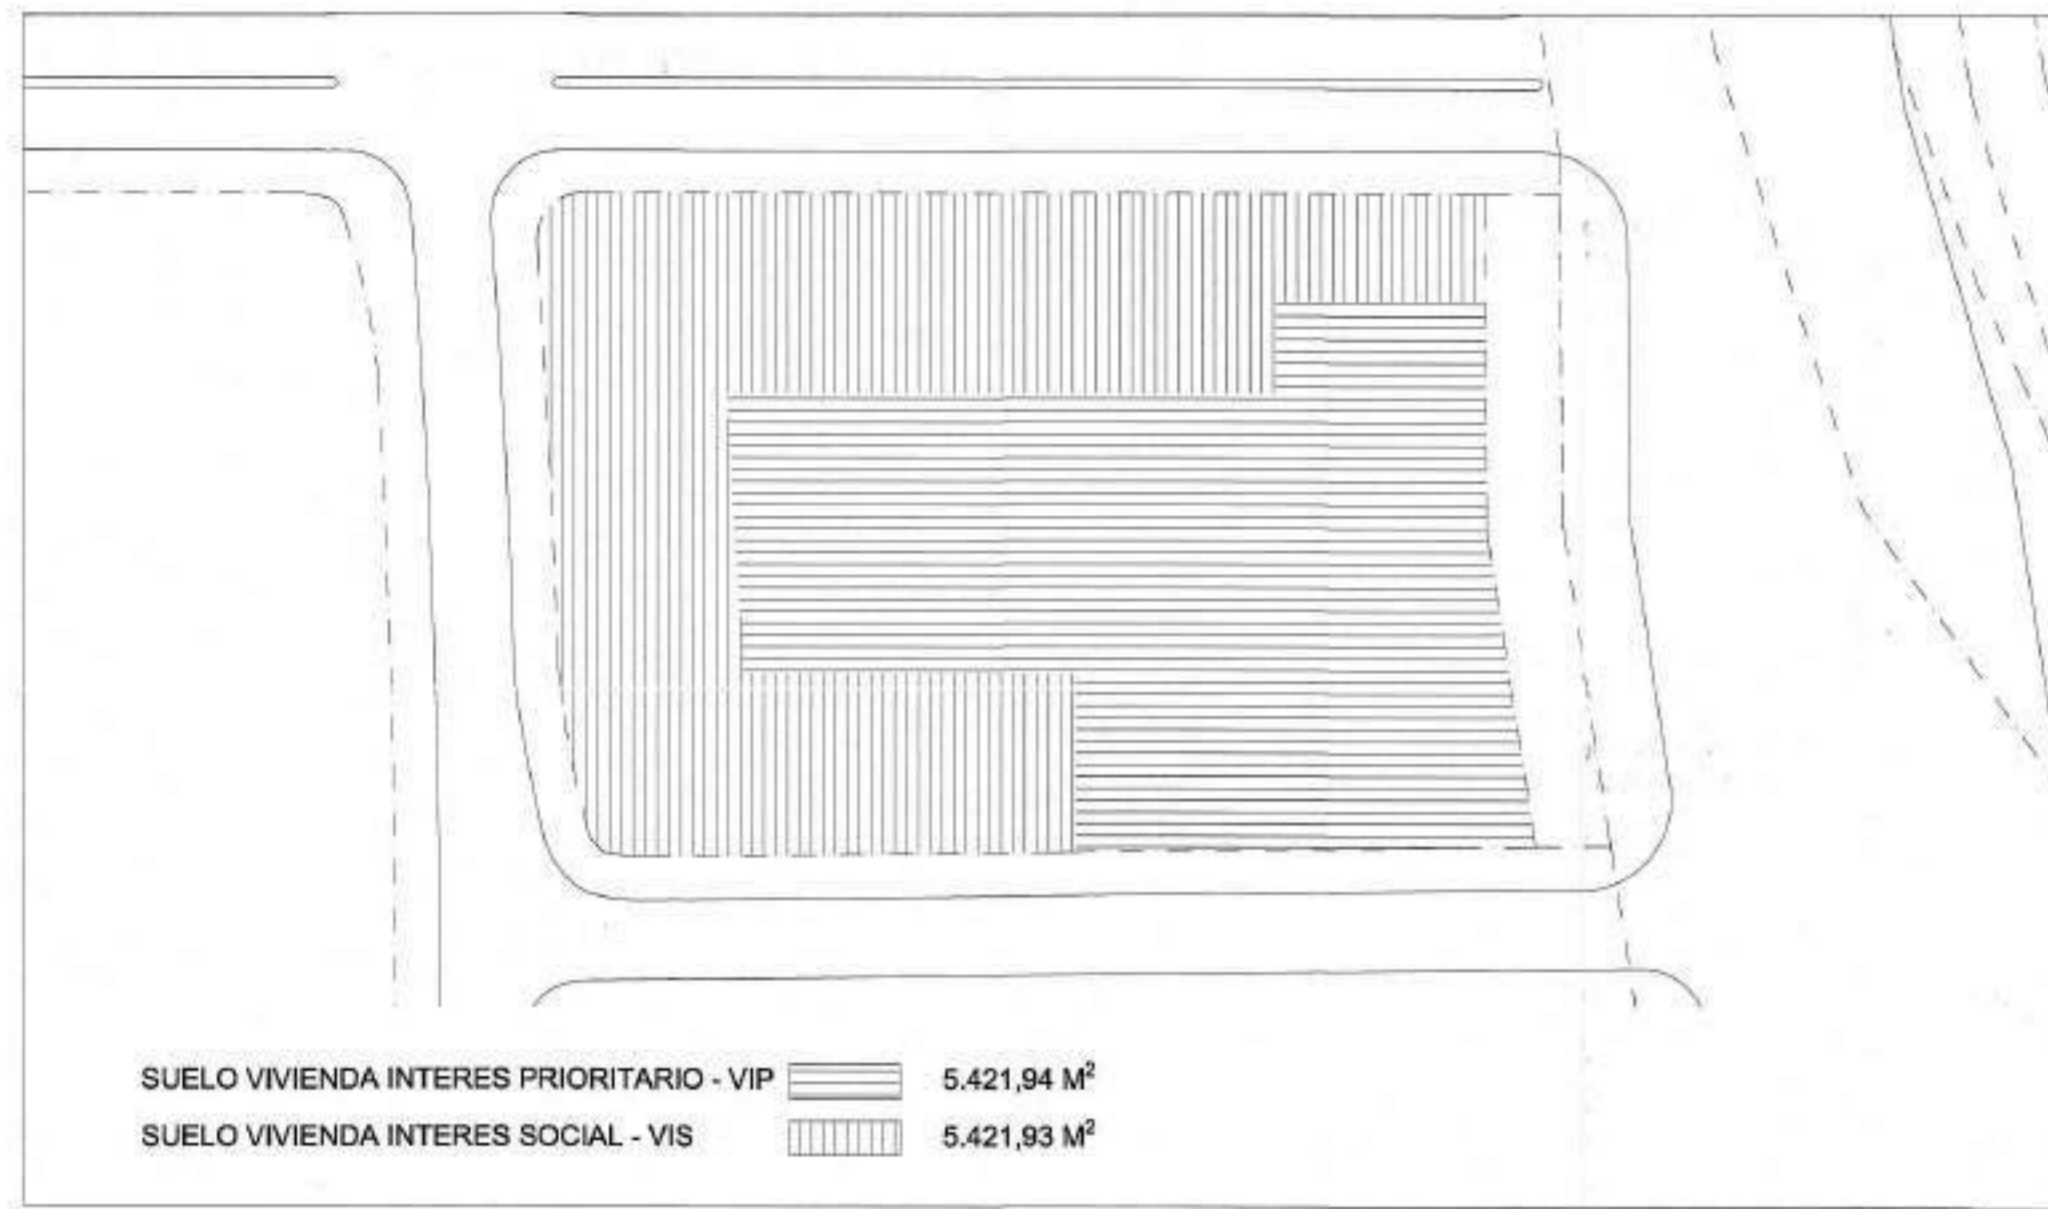 SUELO VIVIENDA INTERES PRIORITARIO - VIP 5.421,94 M²
SUELO VIVIENDA INTERES SOCIAL - VIS 5.421,93 M²